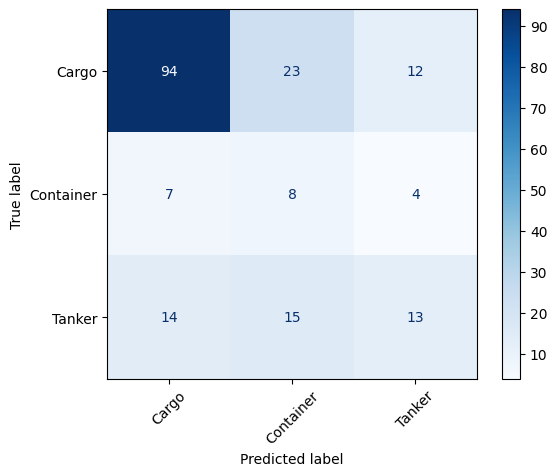 Cargo 94 23 12
Container 7 8 4
Tanker 14 15 13
Cargo Container Tanker
True label
Predicted label
90
80
70
60
50
40
30
20
10